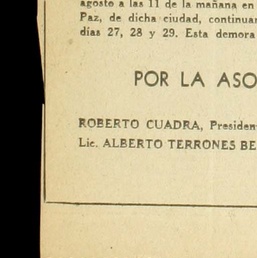 agosto a las 11 de la mañana en
Paz, de dicha ciudad, continuar
días 27, 28 y 29. Esta demora
POR LA ASO
ROBERTO CUADRA, President
Lic. ALBERTO TERRONES BE